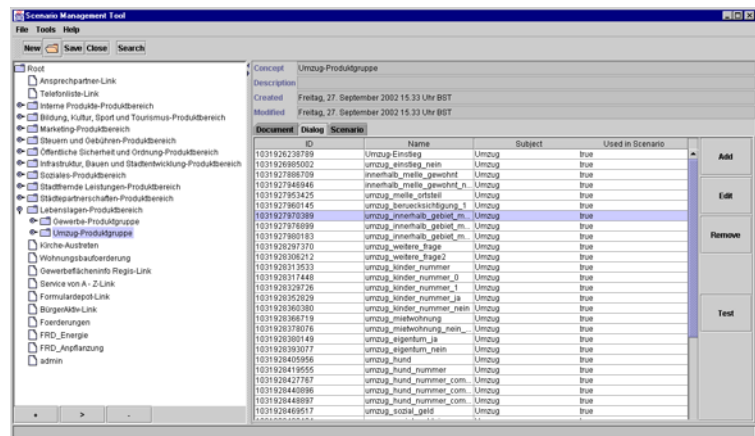 Scenario Management Tool
File Tools Help
New Save Close Search
Root
Ansprechpartner-Link
Telefonliste-Link
Interne Produkte-Produktbereich
Bildung, Kultur, Sport und Tourismus-Produktbereich
Marketing-Produktbereich
Steuern und Gebühren-Produktbereich
Öffentliche Sicherheit und Ordnung-Produktbereich
Infrastruktur, Bauen und Stadtentwicklung-Produktbereich
Soziales-Produktbereich
Stadtfremde Leistungen-Produktbereich
Städtepartnerschaften-Produktbereich
Lebenslagen-Produktbereich
Gewerbe-Produktgruppe
Umzug-Produktgruppe
Kirche-Austreten
Wohnungsbaufoerderung
Gewerbeflächeninfo Regis-Link
Service von A - Z-Link
Formulardepot-Link
BürgerAktiv-Link
Foerderungen
FRD_Energie
FRD_Anpflanzung
admin
+ > -
Concept Umzug-Produktgruppe
Description
Created Freitag, 27. September 2002 15.33 Uhr BST
Modified Freitag, 27. September 2002 15.33 Uhr BST
Document Dialog Scenario
ID Name Subject Used in Scenario
1031926238789 Umzug-Einstieg Umzug true
1031926985002 umzug_einstieg_nein Umzug true
1031927886709 innerhalb_melle_gewohnt Umzug true
1031927946946 innerhalb_melle_gewohnt_n... Umzug true
1031927953425 umzug_melle_ortsteil Umzug true
1031927960145 umzug_beruecksichtigung_1 Umzug true
1031927970389 umzug_innerhalb_gebiet_m... Umzug true
1031927976899 umzug_innerhalb_gebiet_m... Umzug true
1031927980183 umzug_innerhalb_gebiet_m... Umzug true
1031928297370 umzug_weitere_frage Umzug true
1031928306212 umzug_weitere_frage2 Umzug true
1031928313533 umzug_kinder_nummer Umzug true
1031928317448 umzug_kinder_nummer_0 Umzug true
1031928329726 umzug_kinder_nummer_1 Umzug true
1031928352829 umzug_kinder_nummer_ja Umzug true
1031928360380 umzug_kinder_nummer_nein Umzug true
1031928366719 umzug_mietwohnung Umzug true
1031928378076 umzug_mietwohnung_nein_... Umzug true
1031928380149 umzug_eigentum_ja Umzug true
1031928393077 umzug_eigentum_nein Umzug true
1031928405956 umzug_hund Umzug true
1031928419555 umzug_hund_nummer Umzug true
1031928427767 umzug_hund_nummer_com... Umzug true
1031928440896 umzug_hund_nummer_com... Umzug true
1031928448897 umzug_hund_nummer_com... Umzug true
1031928469517 umzug_sozial_geld Umzug true
Add
Edit
Remove
Test